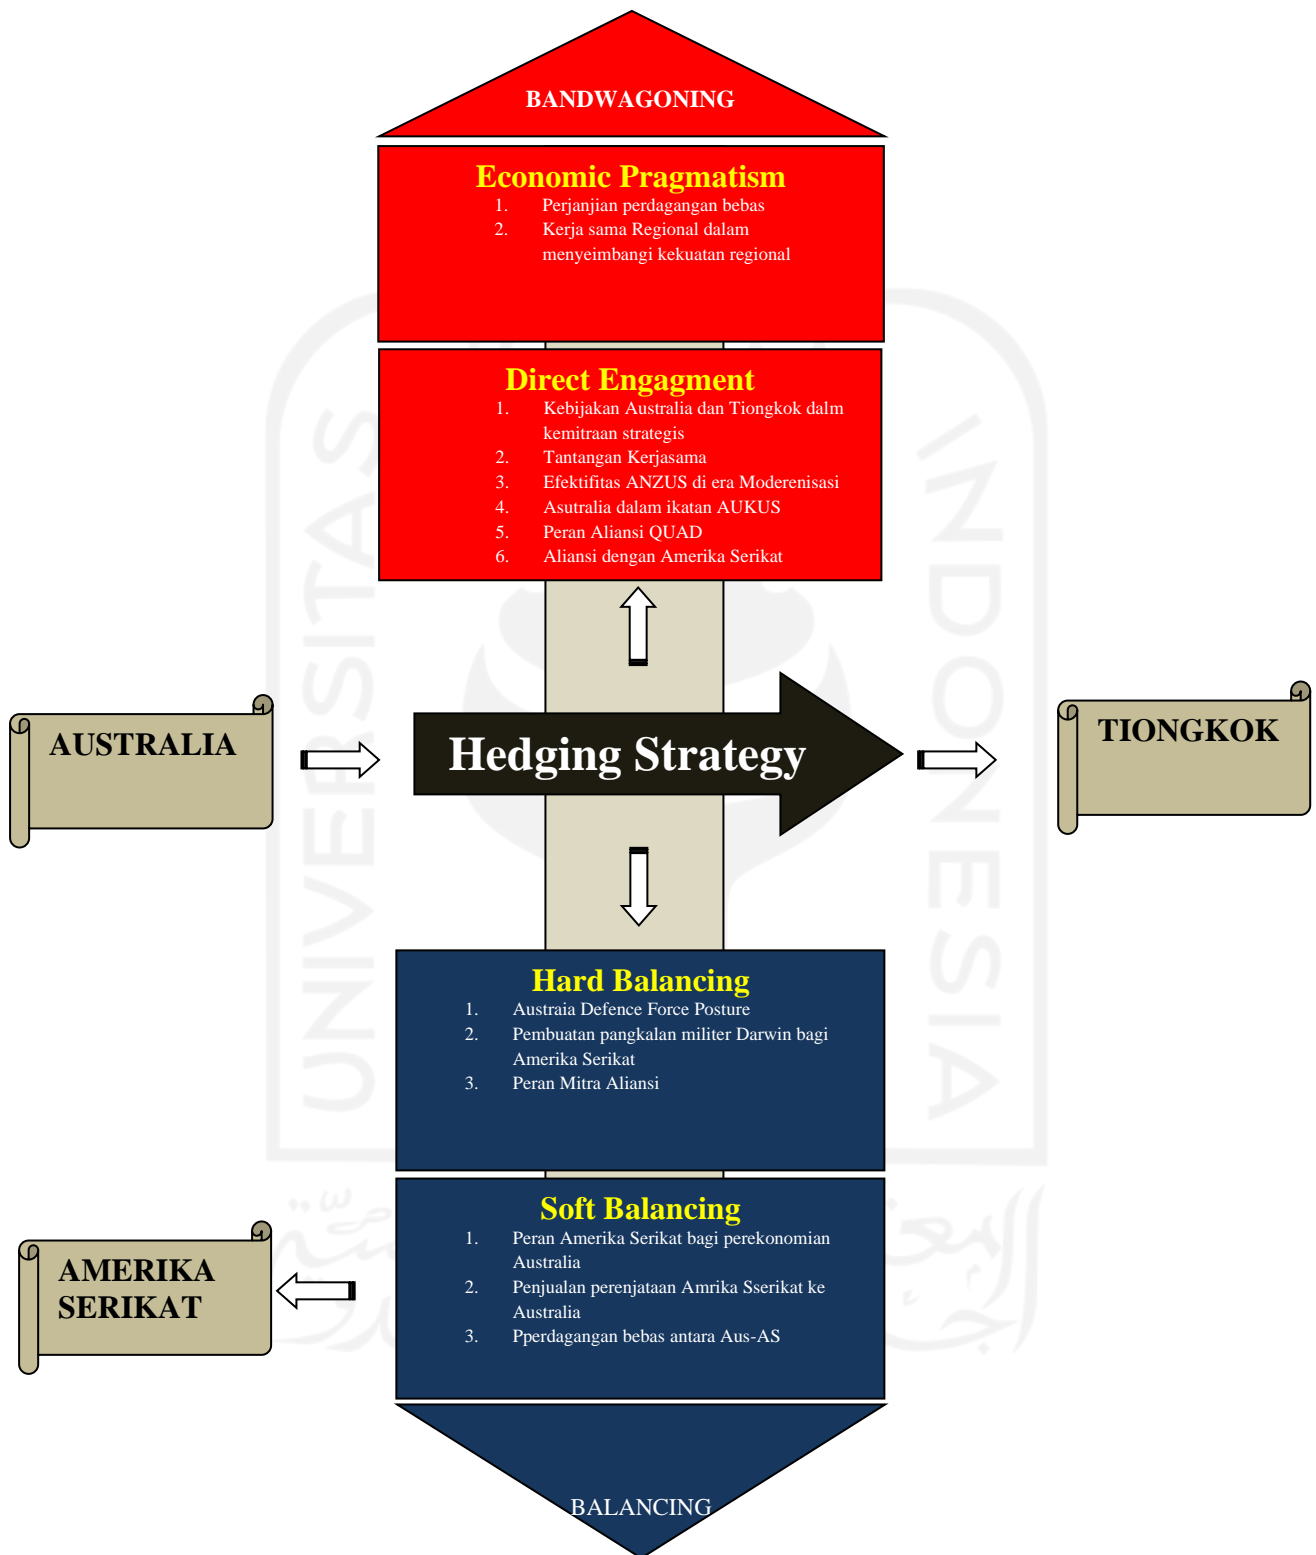 BANDWAGONING
Economic Pragmatism
1. Perjanjian perdagangan bebas
2. Kerja sama Regional dalam
menyeimbangi kekuatan regional
Direct Engagment
1. Kebijakan Australia dan Tiongkok dalm
kemitraan strategis
2. Tantangan Kerjasama
3. Efektifitas ANZUS di era Moderenisasi
4. Asutralia dalam ikatan AUKUS
5. Peran Aliansi QUAD
6. Aliansi dengan Amerika Serikat
AUSTRALIA
Hedging Strategy
TIONGKOK
Hard Balancing
1. Austraia Defence Force Posture
2. Pembuatan pangkalan militer Darwin bagi
Amerika Serikat
3. Peran Mitra Aliansi
Soft Balancing
1. Peran Amerika Serikat bagi perekonomian
Australia
2. Penjualan perenjataan Amrika Sserikat ke
Australia
3. Pperdagangan bebas antara Aus-AS
AMERIKA
SERIKAT
BALANCING
UNIVERSITAS
INDONESIA